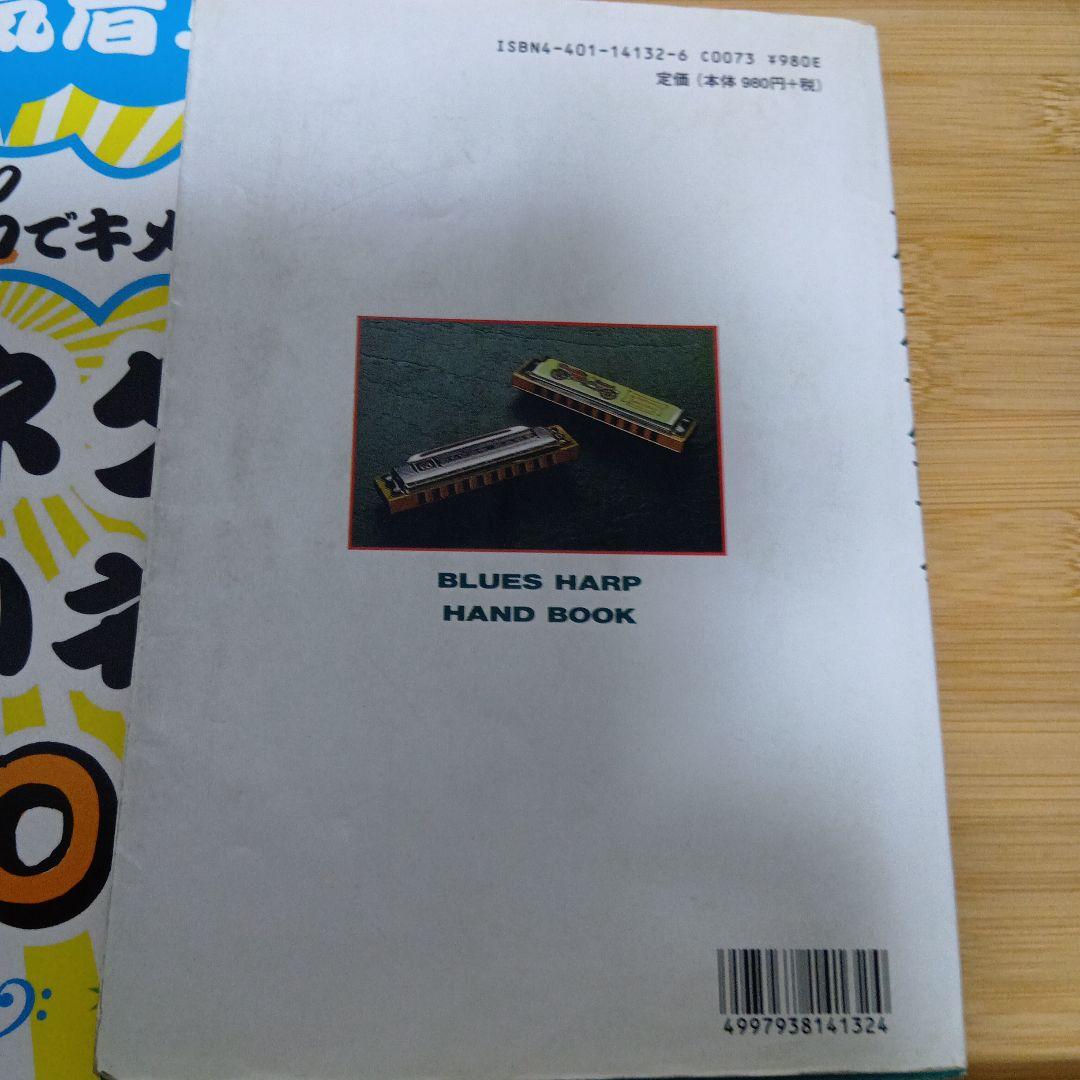 ISBN4-401-14132-6 C0073 ¥980E
定価(本体 980円+税)
BLUES HARP
HAND BOOK
4997938141324
でキメ